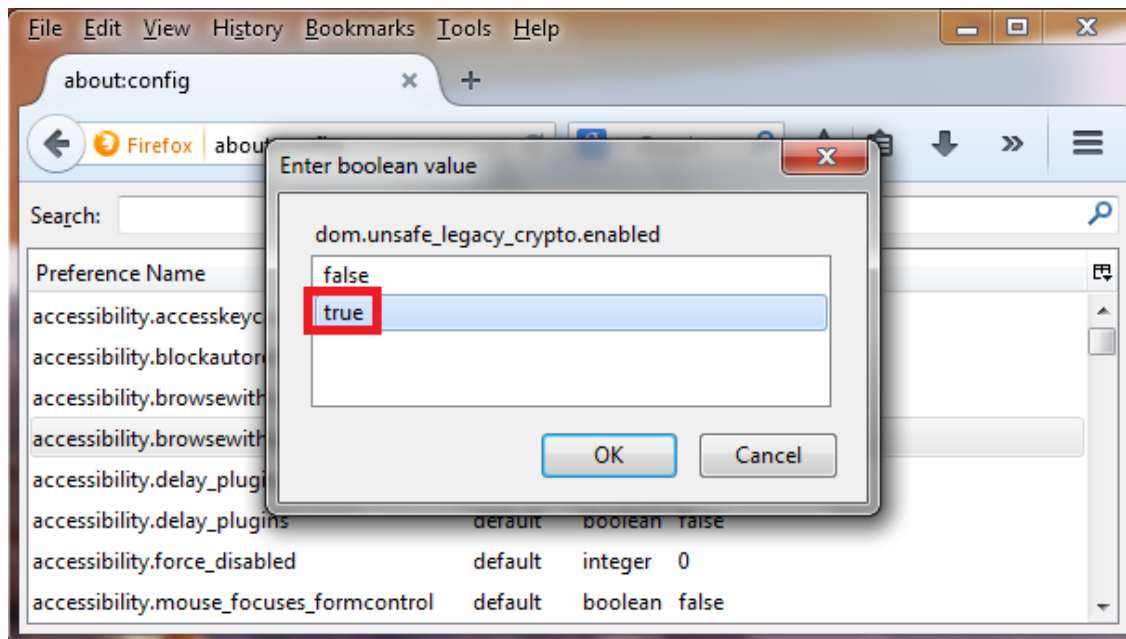 File Edit View History Bookmarks Tools Help
about:config
Firefox about
Enter boolean value
Search:
dom.unsafe_legacy_crypto.enabled
Preference Name
false
true
accessibility.accesskeyc
accessibility.blockautor
accessibility.browsewith
accessibility.browsewith
OK Cancel
accessibility.delay_plugi
accessibility.delay_plugins default boolean false
accessibility.force_disabled default integer 0
accessibility.mouse_focuses_formcontrol default boolean false